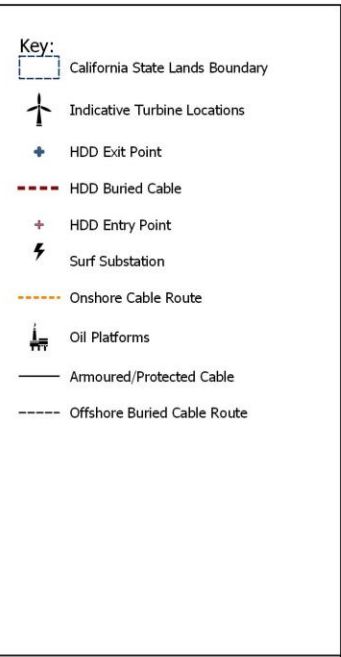 Key:
California State Lands Boundary
Indicative Turbine Locations
HDD Exit Point
HDD Buried Cable
HDD Entry Point
Surf Substation
Onshore Cable Route
Oil Platforms
Armoured/Protected Cable
Offshore Buried Cable Route